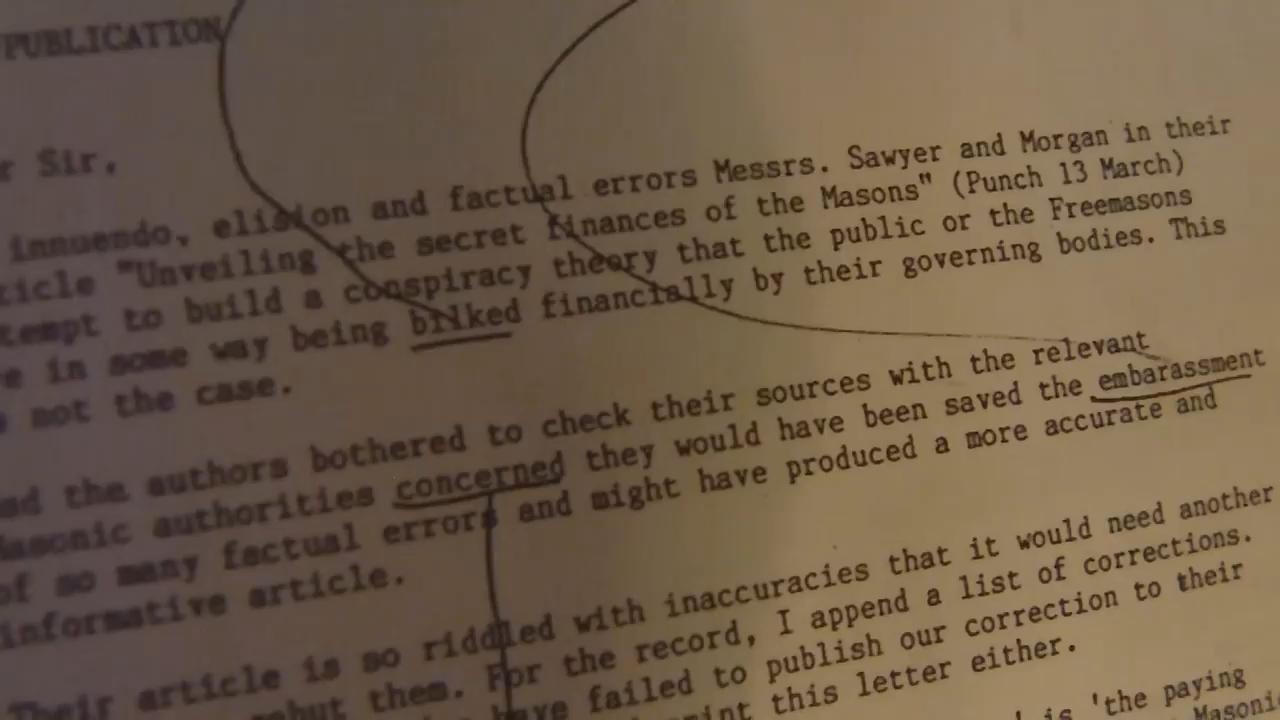 PUBLICATION
r Sir,
innuendo, elision and factual errors Messrs. Sawyer and Morgan in their
ticle "Unveiling the secret finances of the Masons" (Punch 13 March)
tempt to build a conspiracy theory that the public or the Freemasons
e in some way being bilked financially by their governing bodies. This
not the case.
ad the authors bothered to check their sources with the relevant
Masonic authorities concerned they would have been saved the embarassment
of so many factual errors and might have produced a more accurate and
informative article.
Their article is so riddled with inaccuracies that it would need another
rebut them. For the record, I append a list of corrections.
have failed to publish our correction to their
print this letter either.
is 'the paying
Masonic